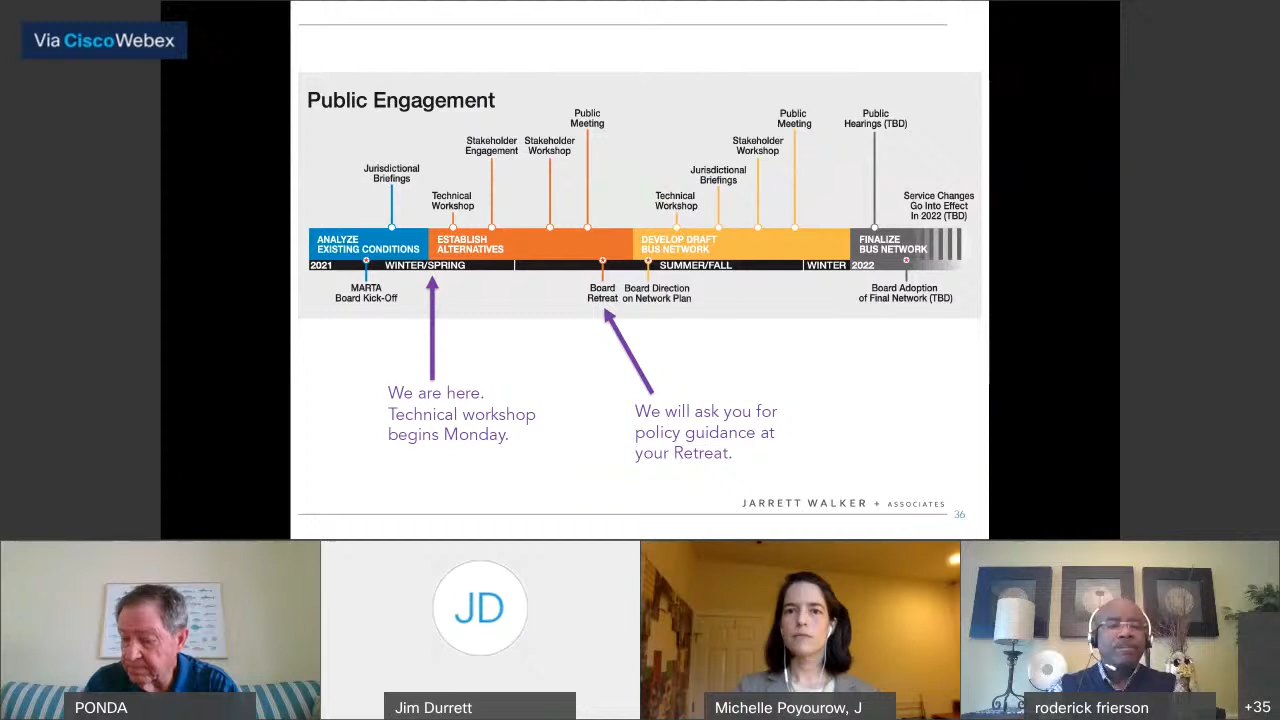 Via CiscoWebex
Public Engagement
Public
Meeting
Public
Meeting
Public
Hearings (TBD)
Stakeholder
Engagement
Stakeholder
Workshop
Stakeholder
Workshop
Jurisdictional
Briefings
Jurisdictional
Briefings
Technical
Workshop
Technical
Workshop
Service Changes
Go Into Effect
In 2022 (TBD)
ANALYZE
EXISTING CONDITIONS
ESTABLISH
ALTERNATIVES
DEVELOP DRAFT
BUS NETWORK
FINALIZE
BUS NETWORK
2021 WINTER/SPRING SUMMER/FALL WINTER 2022
MARTA
Board Kick-Off
Board
Retreat
Board Direction
on Network Plan
Board Adoption
of Final Network (TBD)
We are here.
Technical workshop
begins Monday.
We will ask you for
policy guidance at
your Retreat.
JARRETT WALKER + ASSOCIATES
36
JD
PONDA
Jim Durrett
Michelle Poyourow, J
roderick frierson
+35